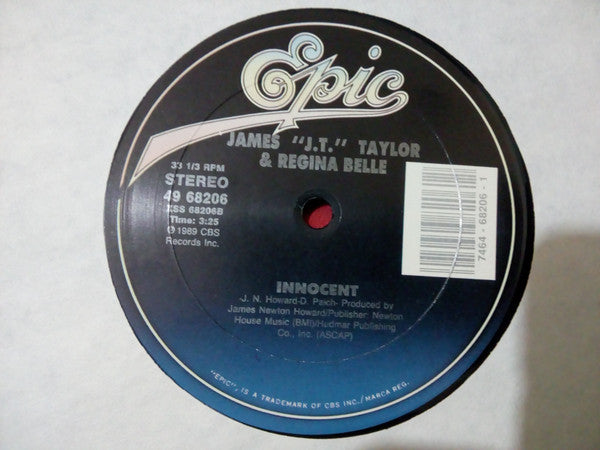 Epic
JAMES "J.T." TAYLOR
& REGINA BELLE
33 1/3 RPM
STEREO
49 68206
XSS 68206B
Time: 3:25
℗1989 CBS
Records Inc.
7464 - 68206 - 1
INNOCENT
-J. N. Howard-D. Paich- Produced by
James Newton Howard/Publisher: Newton
House Music (BMI)/Hudmar Publishing
Co., Inc. (ASCAP)
"EPIC", IS A TRADEMARK OF CBS INC./MARCA REG.